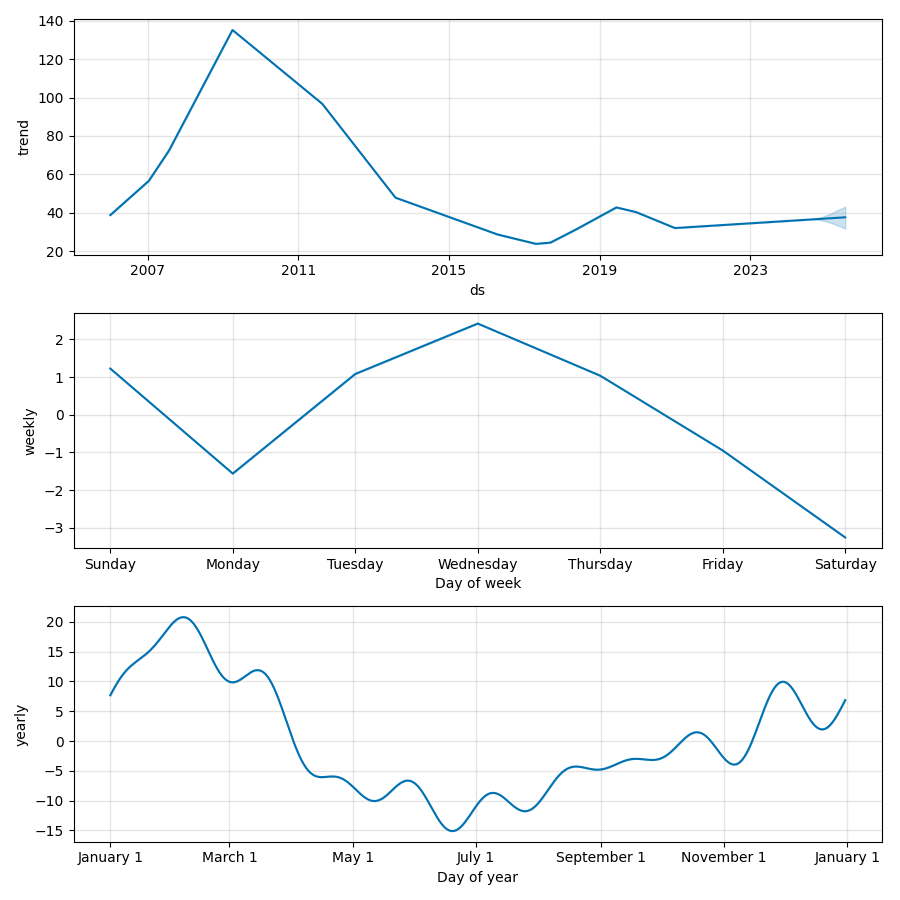 140
120
100
80
60
40
20
trend
2007 2011 2015 2019 2023
ds
2
1
0
−1
−2
−3
weekly
Sunday Monday Tuesday Wednesday Thursday Friday Saturday
Day of week
20
15
10
5
0
−5
−10
−15
yearly
January 1 March 1 May 1 July 1 September 1 November 1 January 1
Day of year